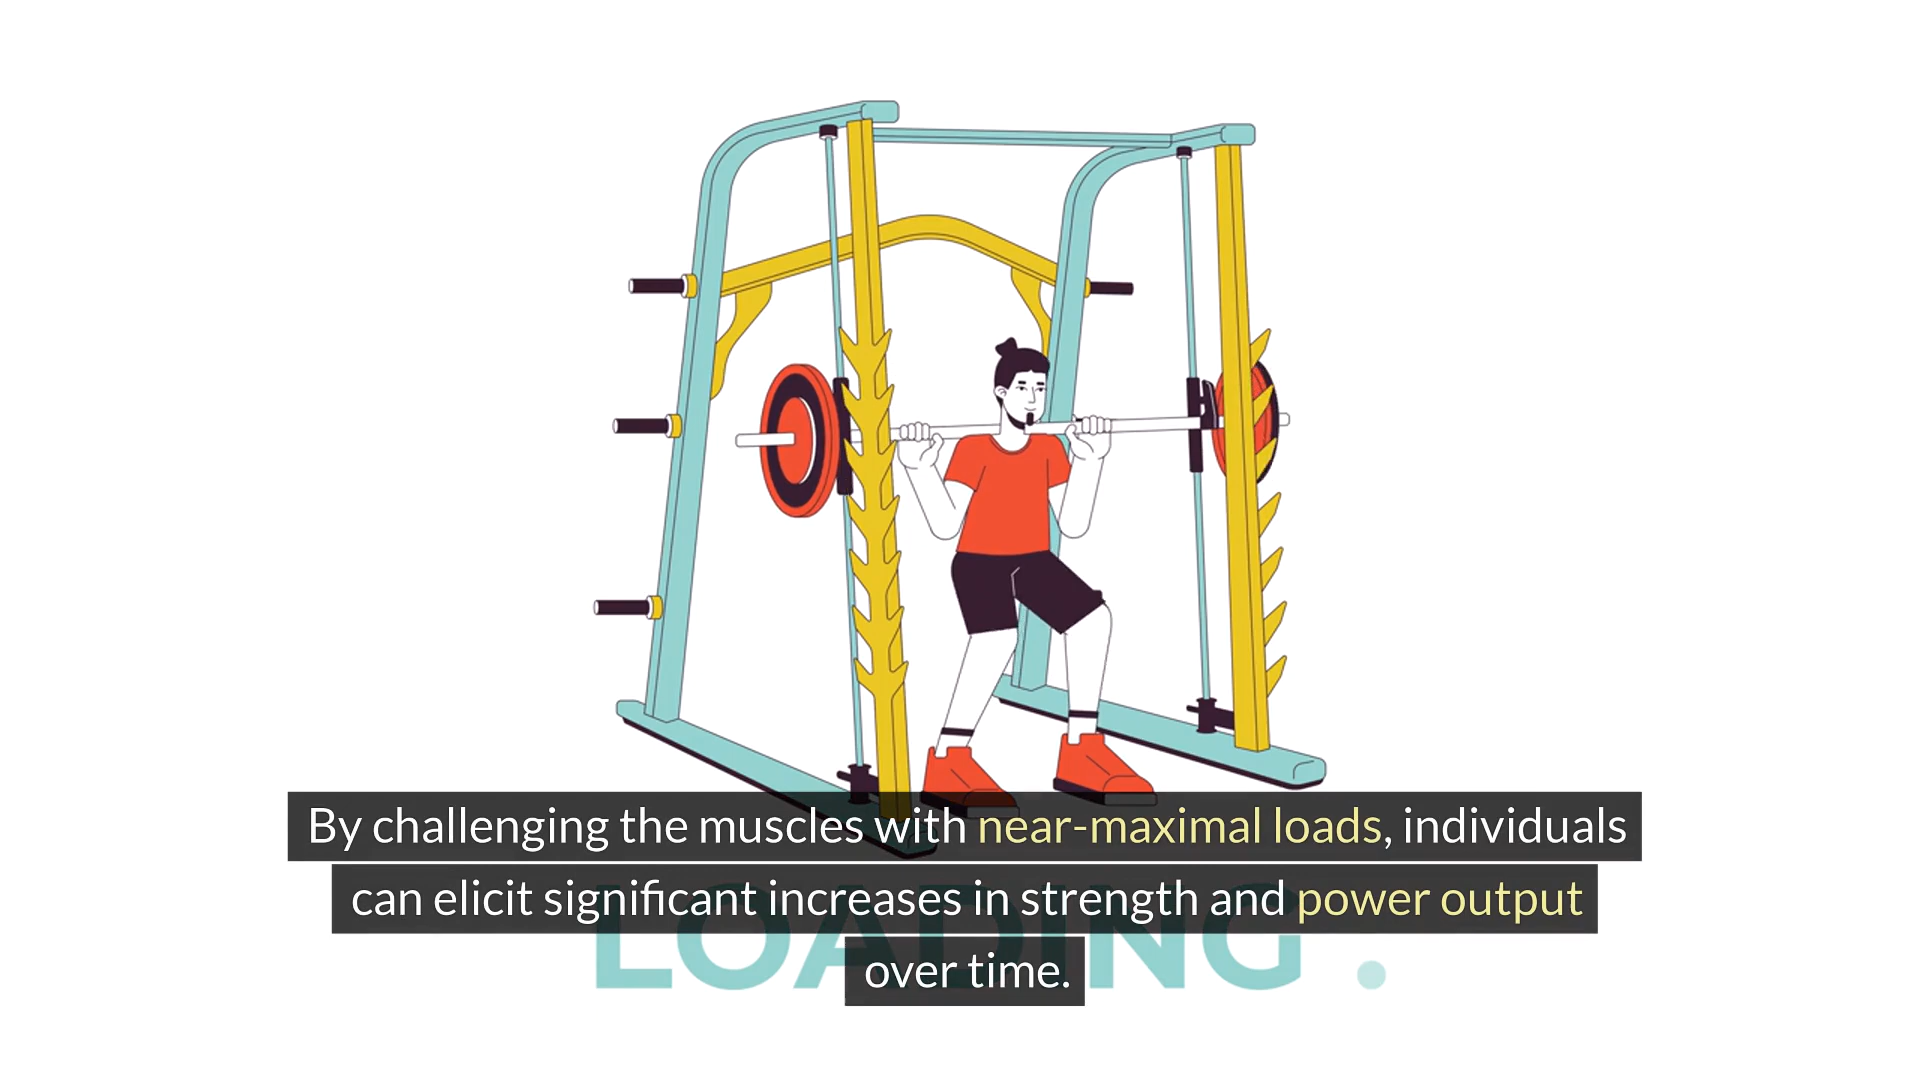 By challenging the muscles with near-maximal loads, individuals
can elicit significant increases in strength and power output
over time.
LOADING .